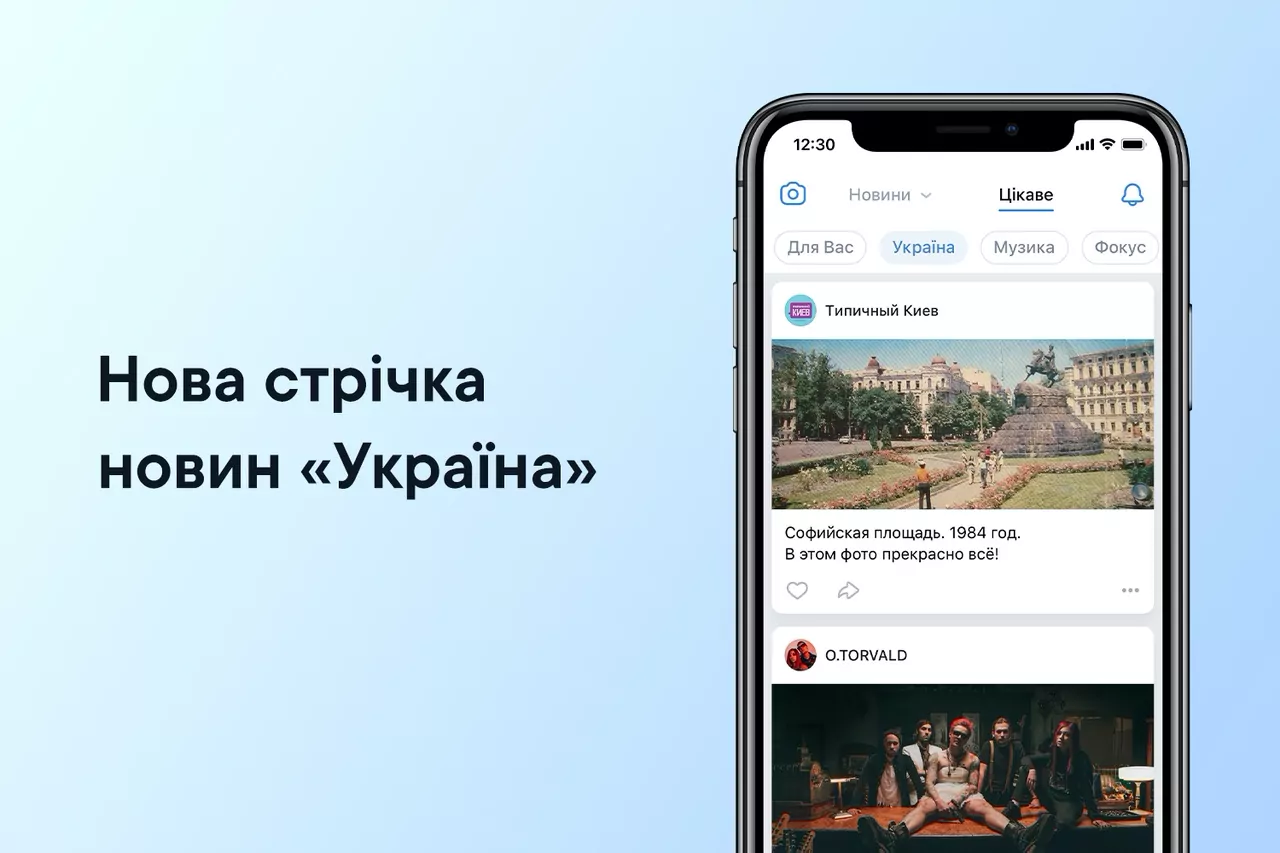 Нова стрічка
новин «Україна»
12:30
Новини
Цікаве
Для Вас
Україна
Музика
Фокус
КИЕВ
Типичный Киев
Софийская площадь. 1984 год.
В этом фото прекрасно всё!
O.TORVALD